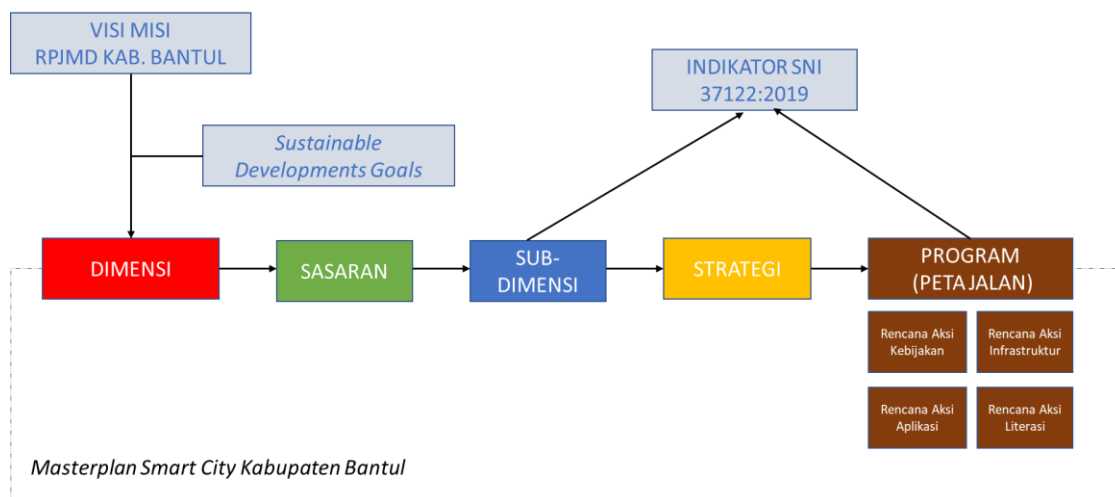 VISI MISI
RPJMD KAB. BANTUL
INDIKATOR SNI
37122:2019
Sustainable
Developments Goals
DIMENSI
SASARAN
SUB-
DIMENSI
STRATEGI
PROGRAM
(PETA JALAN)
Rencana Aksi
Kebijakan
Rencana Aksi
Infrastruktur
Rencana Aksi
Aplikasi
Rencana Aksi
Literasi
Masterplan Smart City Kabupaten Bantul